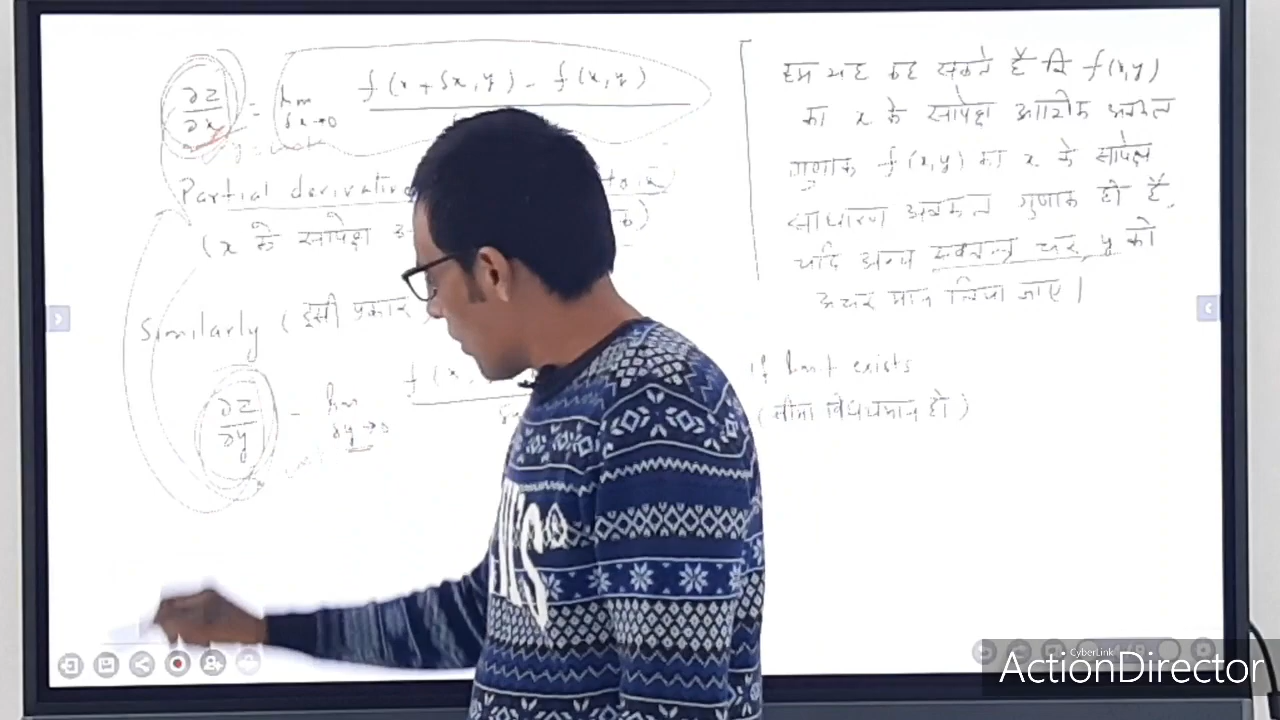 ∂z/∂x = lim δx→0 f(x+δx, y) - f(x,y)
Partial derivative
(x के सापेक्ष
Similarly (इसी प्रकार)
∂z/∂y = lim δy→0 f(x,
हम यह कह सकते हैं कि f(x,y)
का x के सापेक्ष आंशिक अवकल
गुणांक f(x,y) का x के सापेक्ष
साधारण अवकल गुणांक ही है,
यदि अन्य स्वतन्त्र चर, y को
अचर मान लिया जाए।
If limit exists
(सीमा विद्यमान हो)
CyberLink
ActionDirector